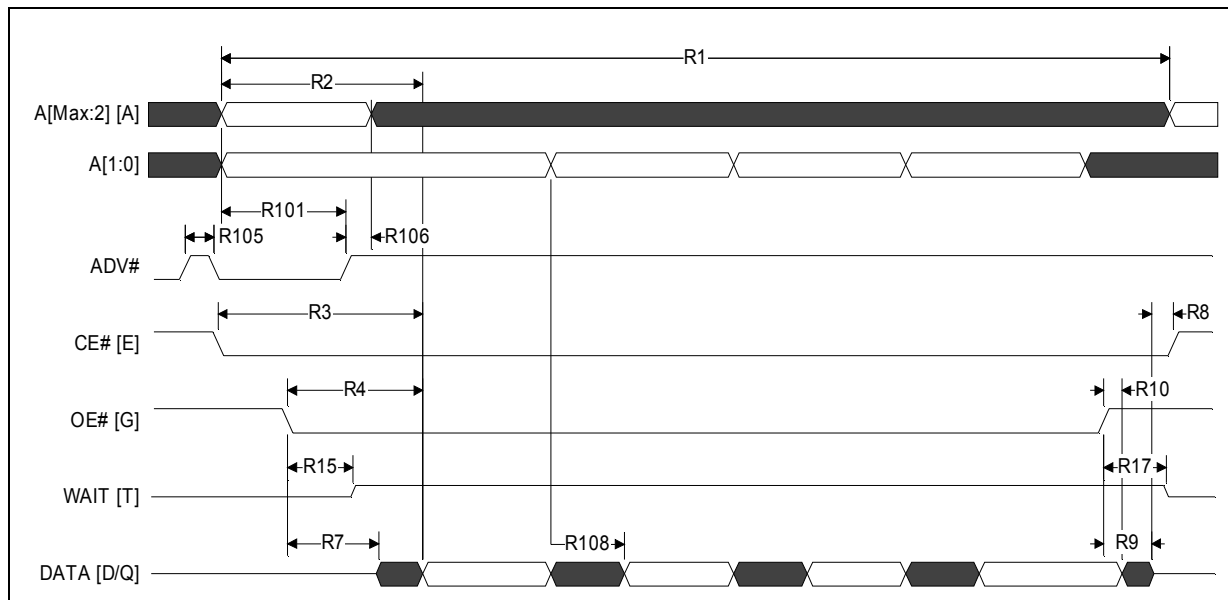 R1
R2
A[Max:2] [A]
A[1:0]
R101
R105
R106
ADV#
R3
R8
CE# [E]
R4
R10
OE# [G]
R15
R17
WAIT [T]
R7
R108
R9
DATA [D/Q]